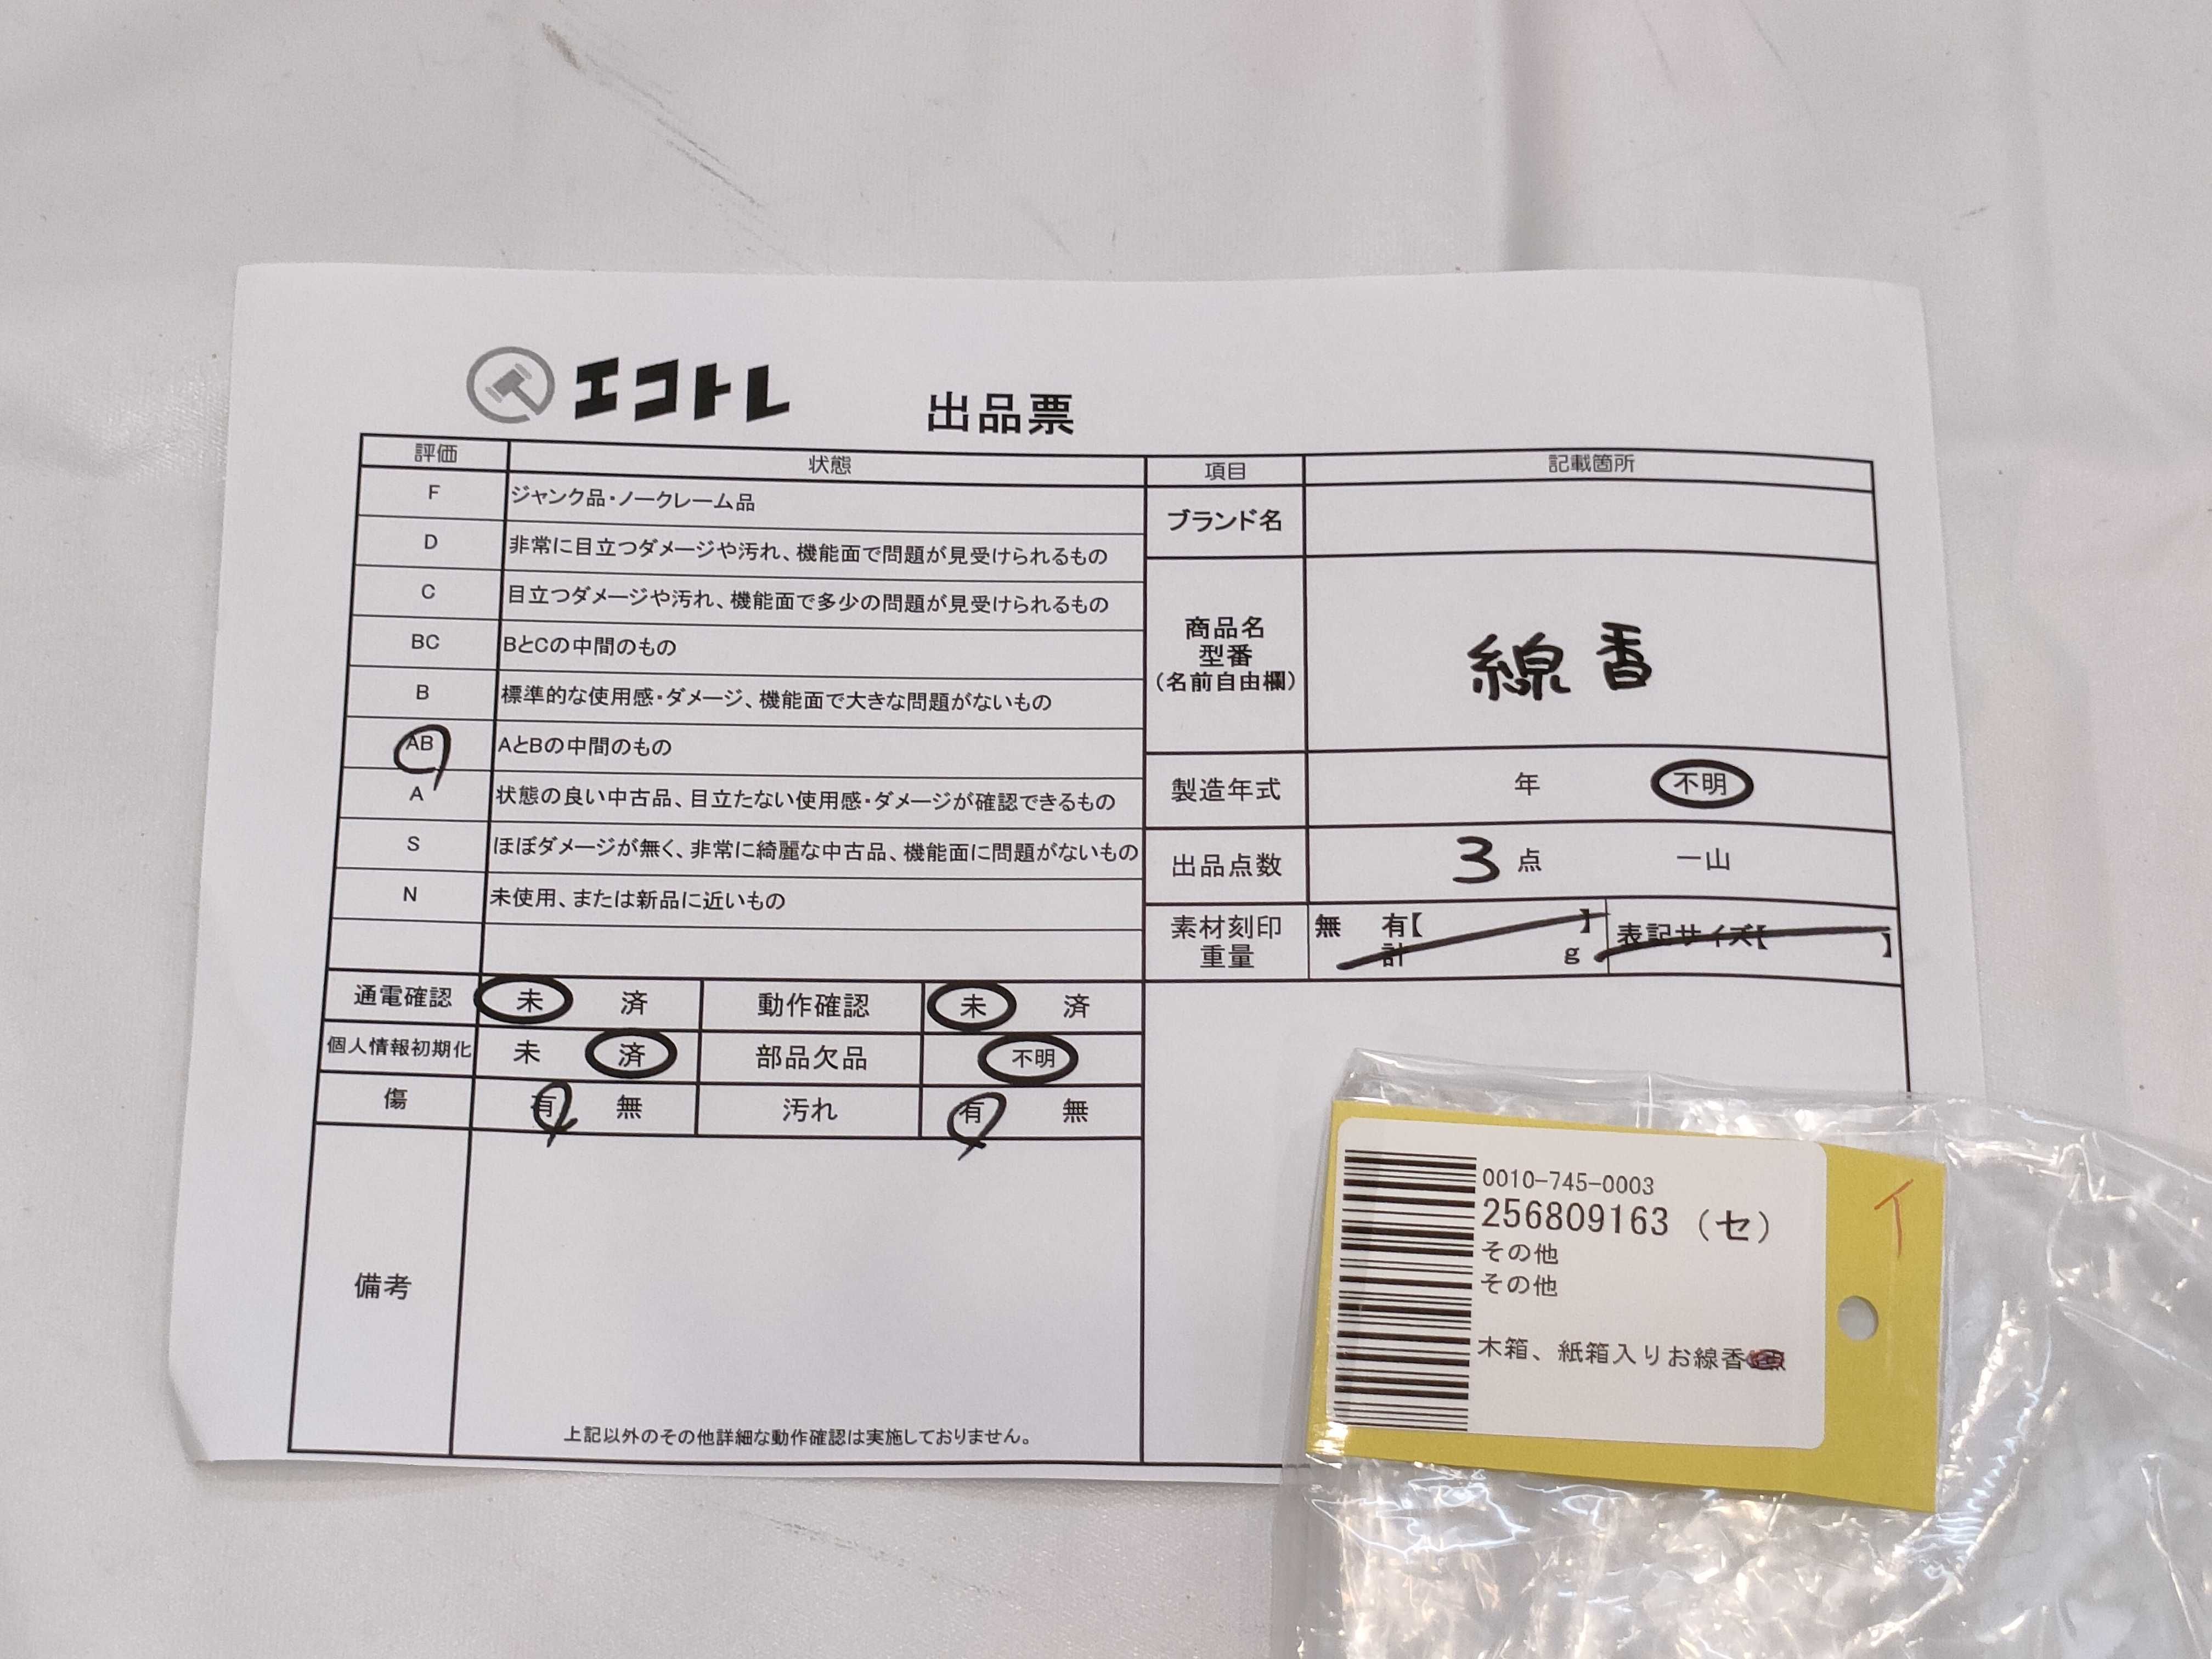 エコトレ 出品票
評価 状態
F ジャンク品・ノークレーム品
D 非常に目立つダメージや汚れ、機能面で問題が見受けられるもの
C 目立つダメージや汚れ、機能面で多少の問題が見受けられるもの
BC BとCの中間のもの
B 標準的な使用感・ダメージ、機能面で大きな問題がないもの
AB AとBの中間のもの
A 状態の良い中古品、目立たない使用感・ダメージが確認できるもの
S ほぼダメージが無く、非常に綺麗な中古品、機能面に問題がないもの
N 未使用、または新品に近いもの
通電確認 未 済 動作確認 未 済
個人情報初期化 未 済 部品欠品 不明
傷 有 無 汚れ 有 無
備考
上記以外のその他詳細な動作確認は実施しておりません。
項目 記載箇所
ブランド名
商品名
型番
(名前自由欄)
線香
製造年式 年 不明
出品点数 3 点 一山
素材刻印 無 有【 】 表記サイズ【 】
重量 計 g
0010-745-0003
256809163 (セ)
その他
その他
木箱、紙箱入りお線香
イ